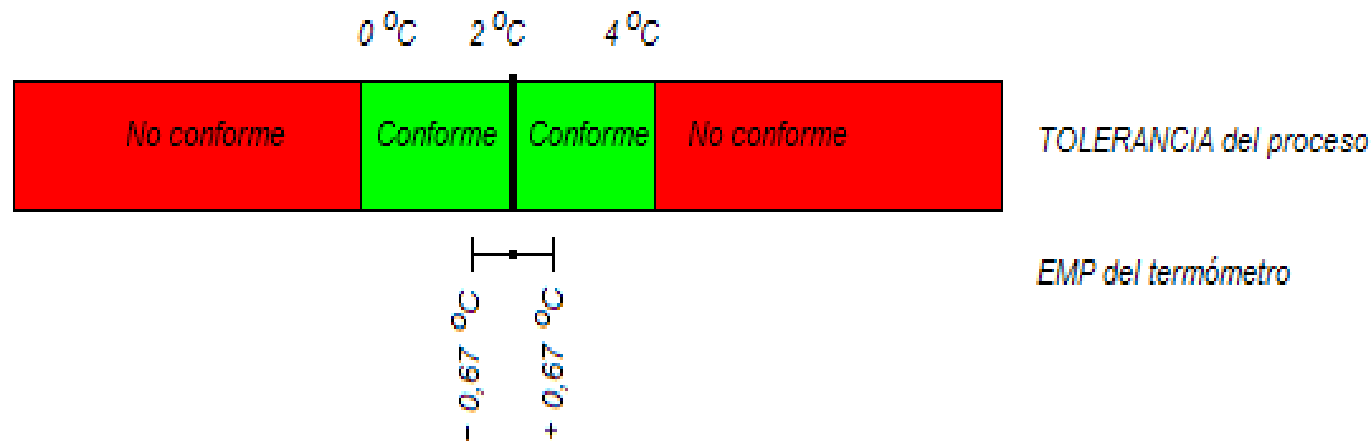 0 ºC 2 ºC 4 ºC
No conforme Conforme Conforme No conforme
TOLERANCIA del proceso
EMP del termómetro
- 0,67 ºC
+ 0,67 ºC